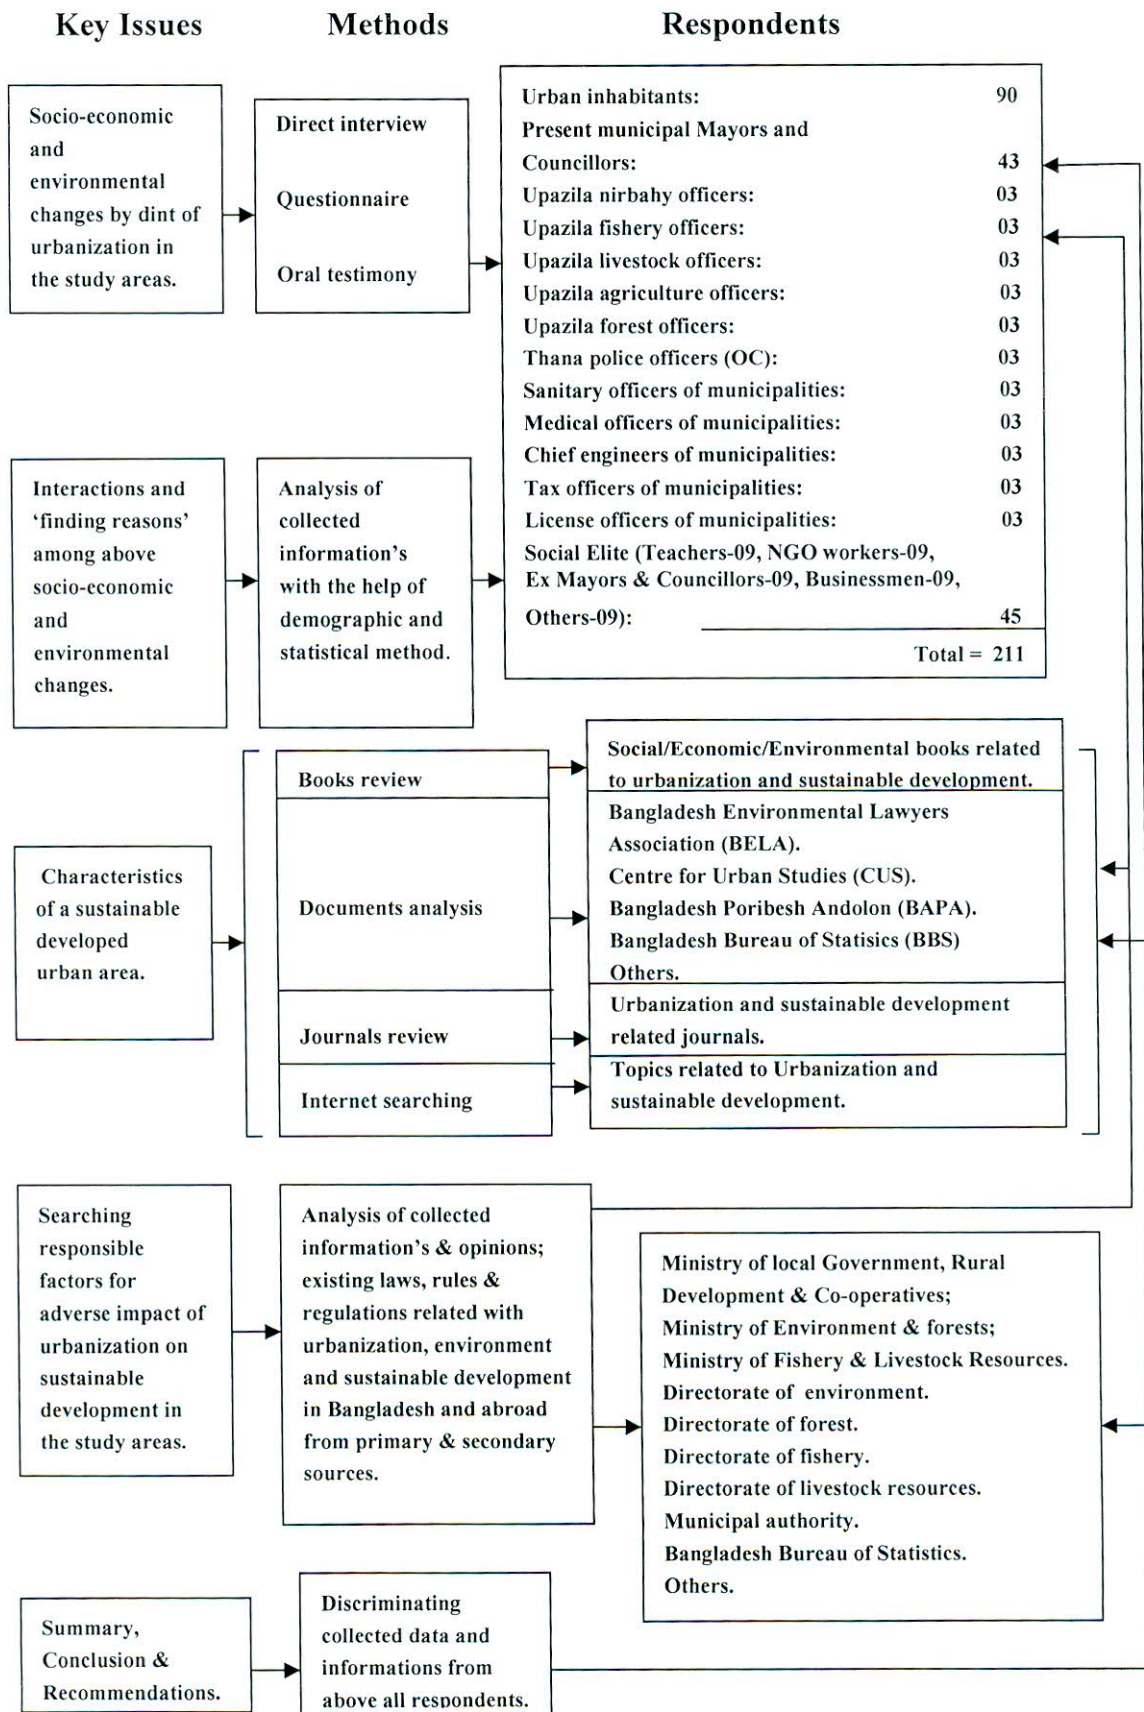 Key Issues
Methods
Respondents
Socio-economic
and
environmental
changes by dint of
urbanization in
the study areas.
Direct interview
Questionnaire
Oral testimony
Urban inhabitants: 90
Present municipal Mayors and
Councillors: 43
Upazila nirbahy officers: 03
Upazila fishery officers: 03
Upazila livestock officers: 03
Upazila agriculture officers: 03
Upazila forest officers: 03
Thana police officers (OC): 03
Sanitary officers of municipalities: 03
Medical officers of municipalities: 03
Chief engineers of municipalities: 03
Tax officers of municipalities: 03
License officers of municipalities: 03
Social Elite (Teachers-09, NGO workers-09,
Ex Mayors & Councillors-09, Businessmen-09,
Others-09): 45
Total = 211
Interactions and
‘finding reasons’
among above
socio-economic
and
environmental
changes.
Analysis of
collected
information's
with the help of
demographic and
statistical method.
Characteristics
of a sustainable
developed
urban area.
Books review
Social/Economic/Environmental books related
to urbanization and sustainable development.
Documents analysis
Bangladesh Environmental Lawyers
Association (BELA).
Centre for Urban Studies (CUS).
Bangladesh Poribesh Andolon (BAPA).
Bangladesh Bureau of Statisics (BBS)
Others.
Journals review
Urbanization and sustainable development
related journals.
Internet searching
Topics related to Urbanization and
sustainable development.
Searching
responsible
factors for
adverse impact of
urbanization on
sustainable
development in
the study areas.
Analysis of collected
information's & opinions;
existing laws, rules &
regulations related with
urbanization, environment
and sustainable development
in Bangladesh and abroad
from primary & secondary
sources.
Ministry of local Government, Rural
Development & Co-operatives;
Ministry of Environment & forests;
Ministry of Fishery & Livestock Resources.
Directorate of environment.
Directorate of forest.
Directorate of fishery.
Directorate of livestock resources.
Municipal authority.
Bangladesh Bureau of Statistics.
Others.
Summary,
Conclusion &
Recommendations.
Discriminating
collected data and
informations from
above all respondents.